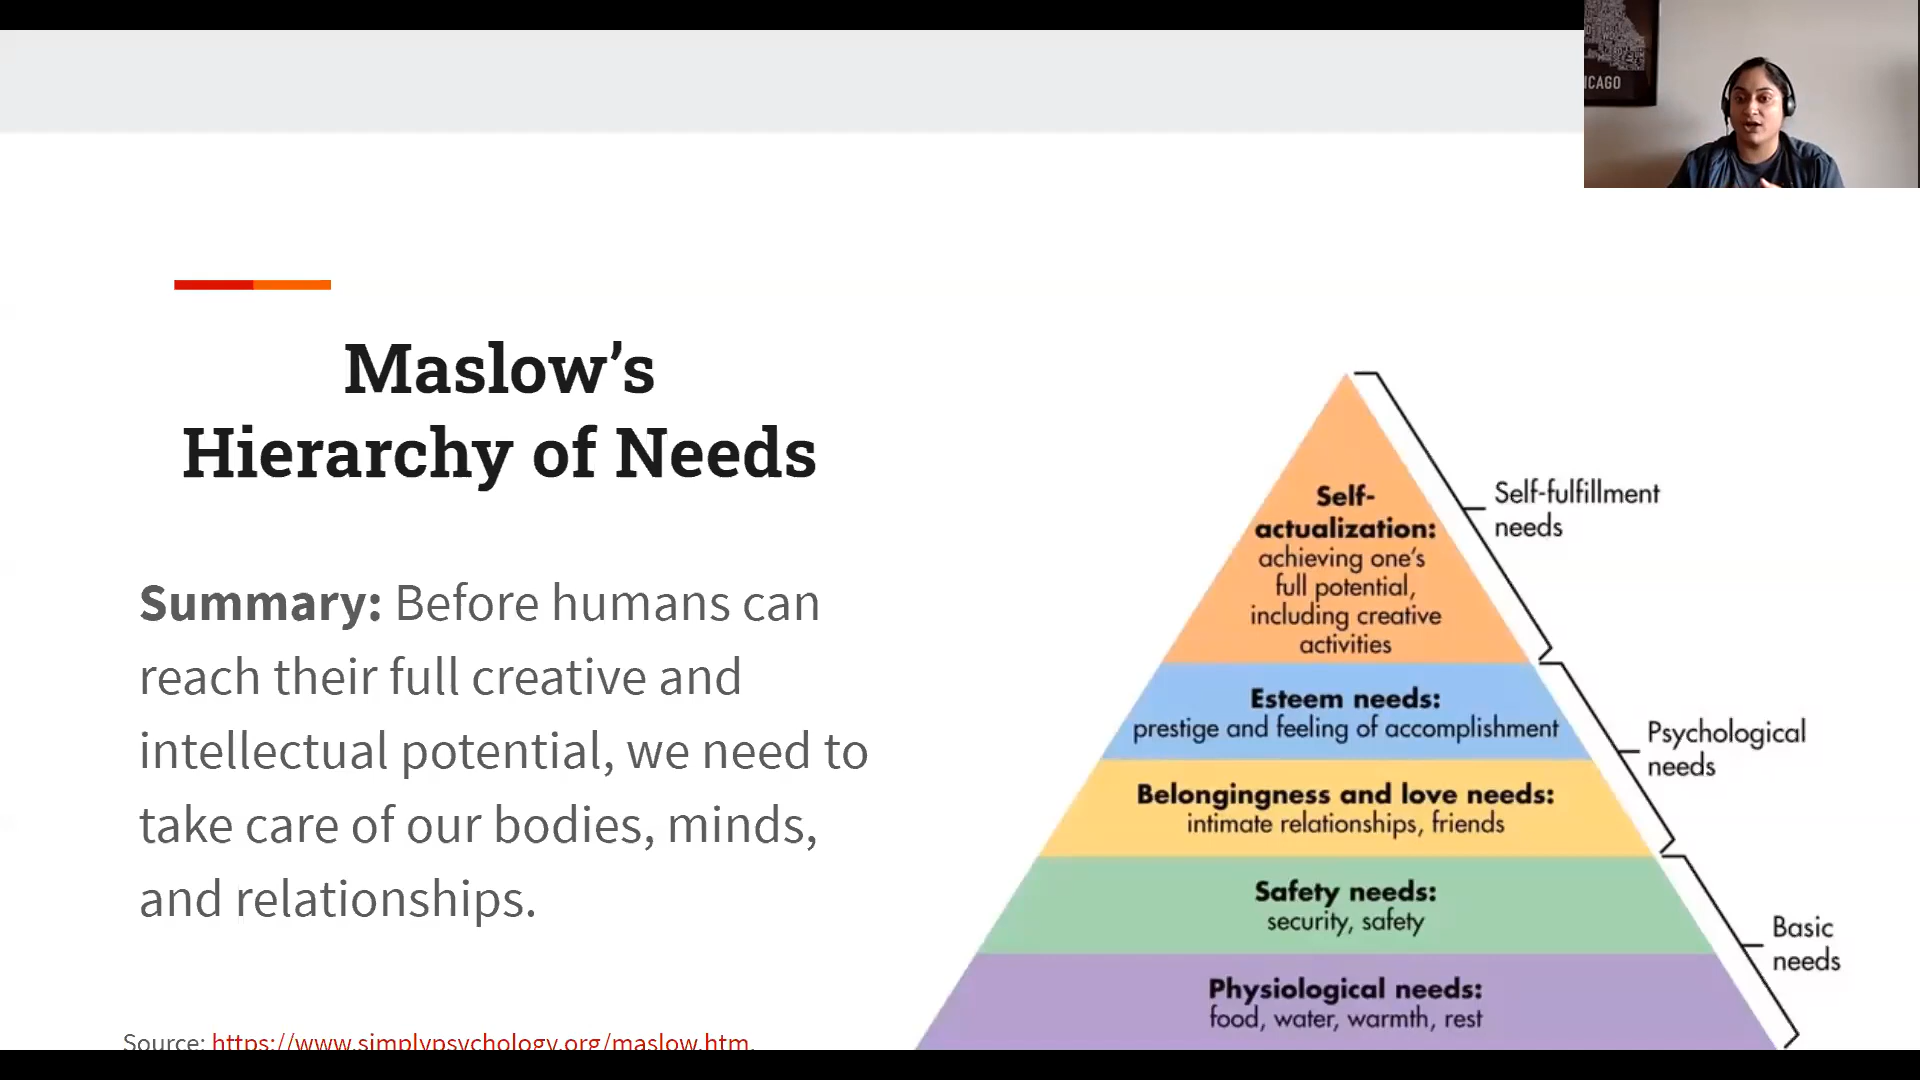 ICAGO
Maslow’s
Hierarchy of Needs
Summary: Before humans can
reach their full creative and
intellectual potential, we need to
take care of our bodies, minds,
and relationships.
Source: https://www.simplypsychology.org/maslow.htm.
Self-
actualization:
achieving one's
full potential,
including creative
activities
Esteem needs:
prestige and feeling of accomplishment
Belongingness and love needs:
intimate relationships, friends
Safety needs:
security, safety
Physiological needs:
food, water, warmth, rest
Self-fulfillment
needs
Psychological
needs
Basic
needs